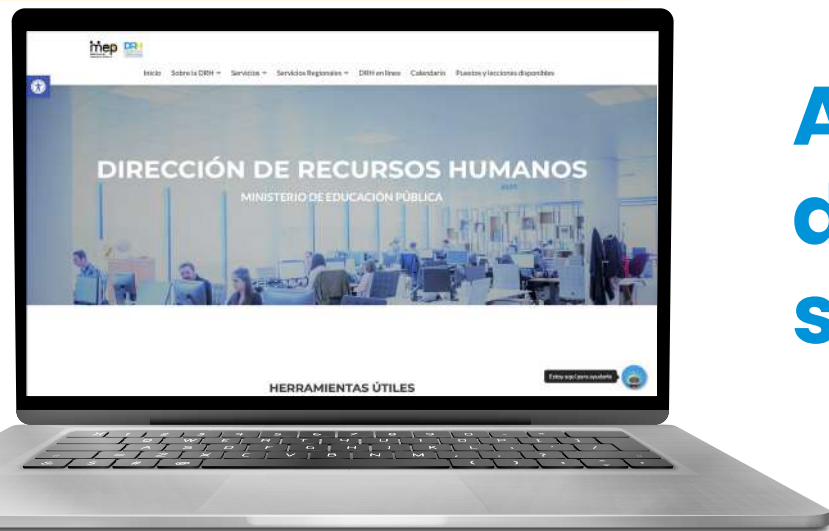 mep DRH
Inicio Sobre la DRH Servicios Servicios Regionales DRH en línea Calendario Puestos y lecciones disponibles
DIRECCIÓN DE RECURSOS HUMANOS
MINISTERIO DE EDUCACIÓN PÚBLICA
HERRAMIENTAS ÚTILES
Estoy aquí para ayudarle
A
s